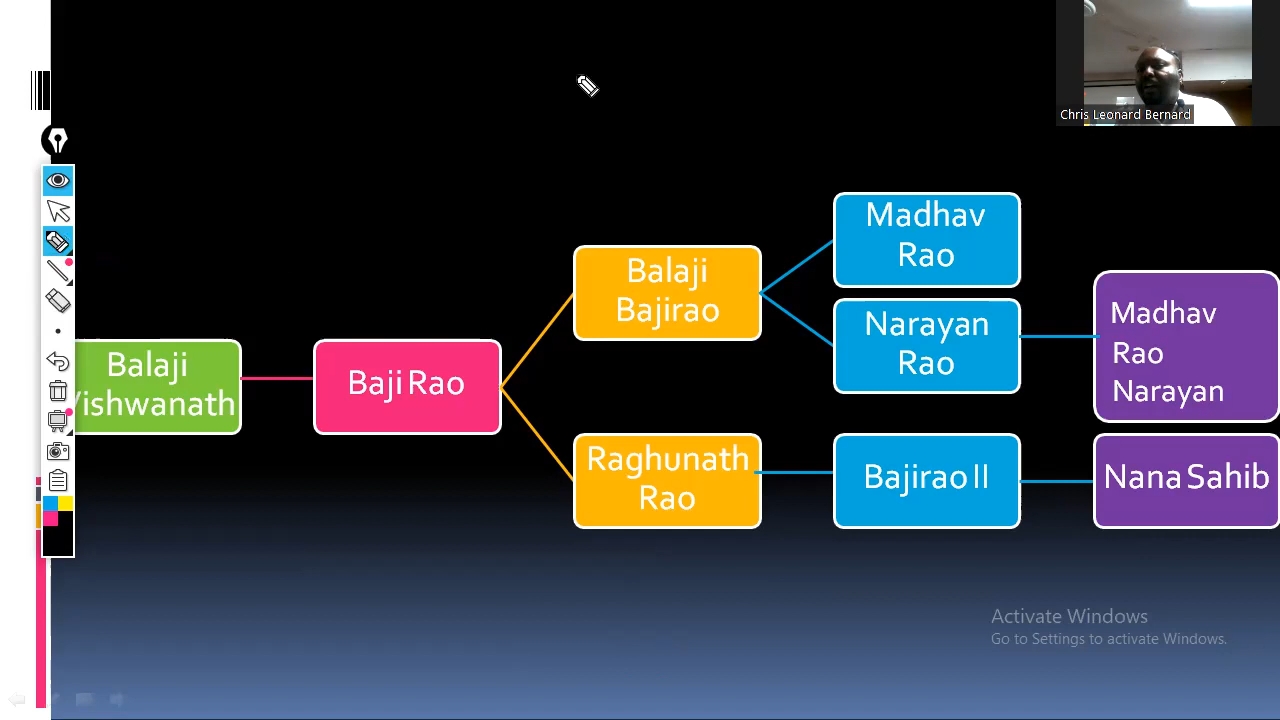 Chris Leonard Bernard
Balaji
Vishwanath
Baji Rao
Balaji
Bajirao
Raghunath
Rao
Madhav
Rao
Narayan
Rao
Bajirao II
Madhav
Rao
Narayan
Nana Sahib
Activate Windows
Go to Settings to activate Windows.